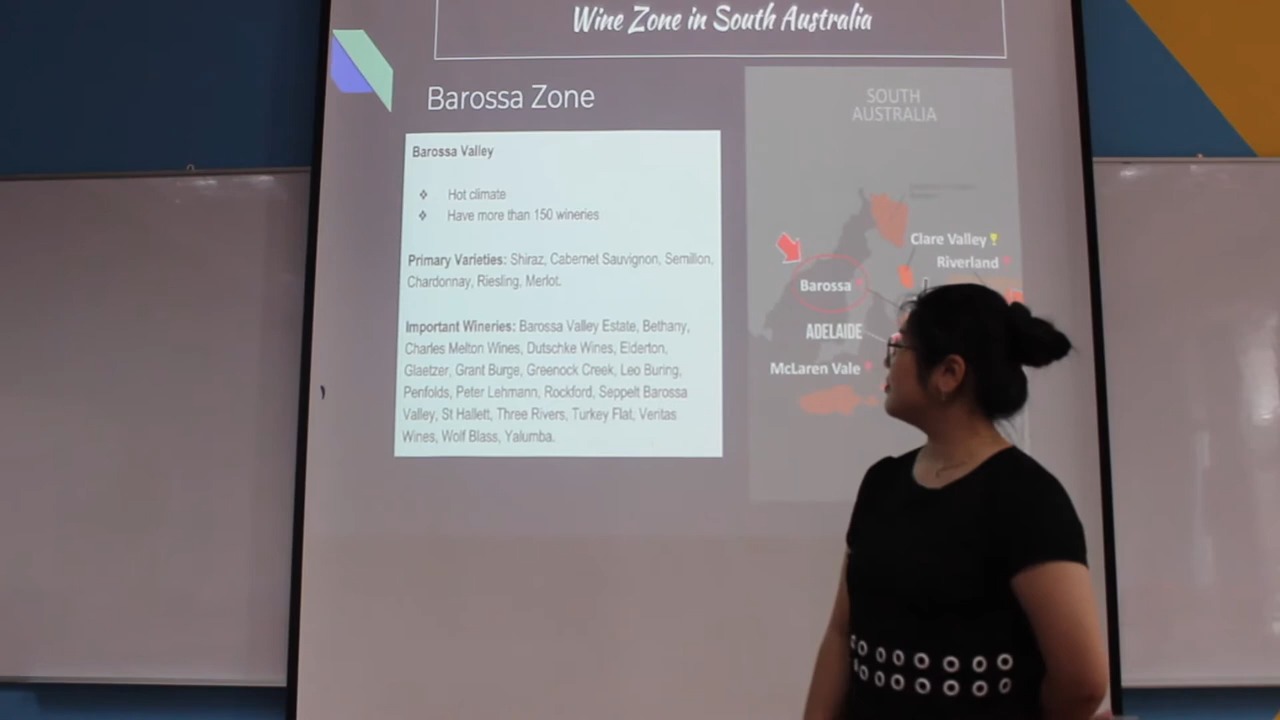 Wine Zone in South Australia
Barossa Zone
Barossa Valley
❖ Hot climate
❖ Have more than 150 wineries
Primary Varieties: Shiraz, Cabernet Sauvignon, Semillon,
Chardonnay, Riesling, Merlot.
Important Wineries: Barossa Valley Estate, Bethany,
Charles Melton Wines, Dutschke Wines, Elderton,
Glaetzer, Grant Burge, Greenock Creek, Leo Buring,
Penfolds, Peter Lehmann, Rockford, Seppelt Barossa
Valley, St Hallett, Three Rivers, Turkey Flat, Veritas
Wines, Wolf Blass, Yalumba.
SOUTH
AUSTRALIA
Clare Valley
Riverland
Barossa
ADELAIDE
McLaren Vale